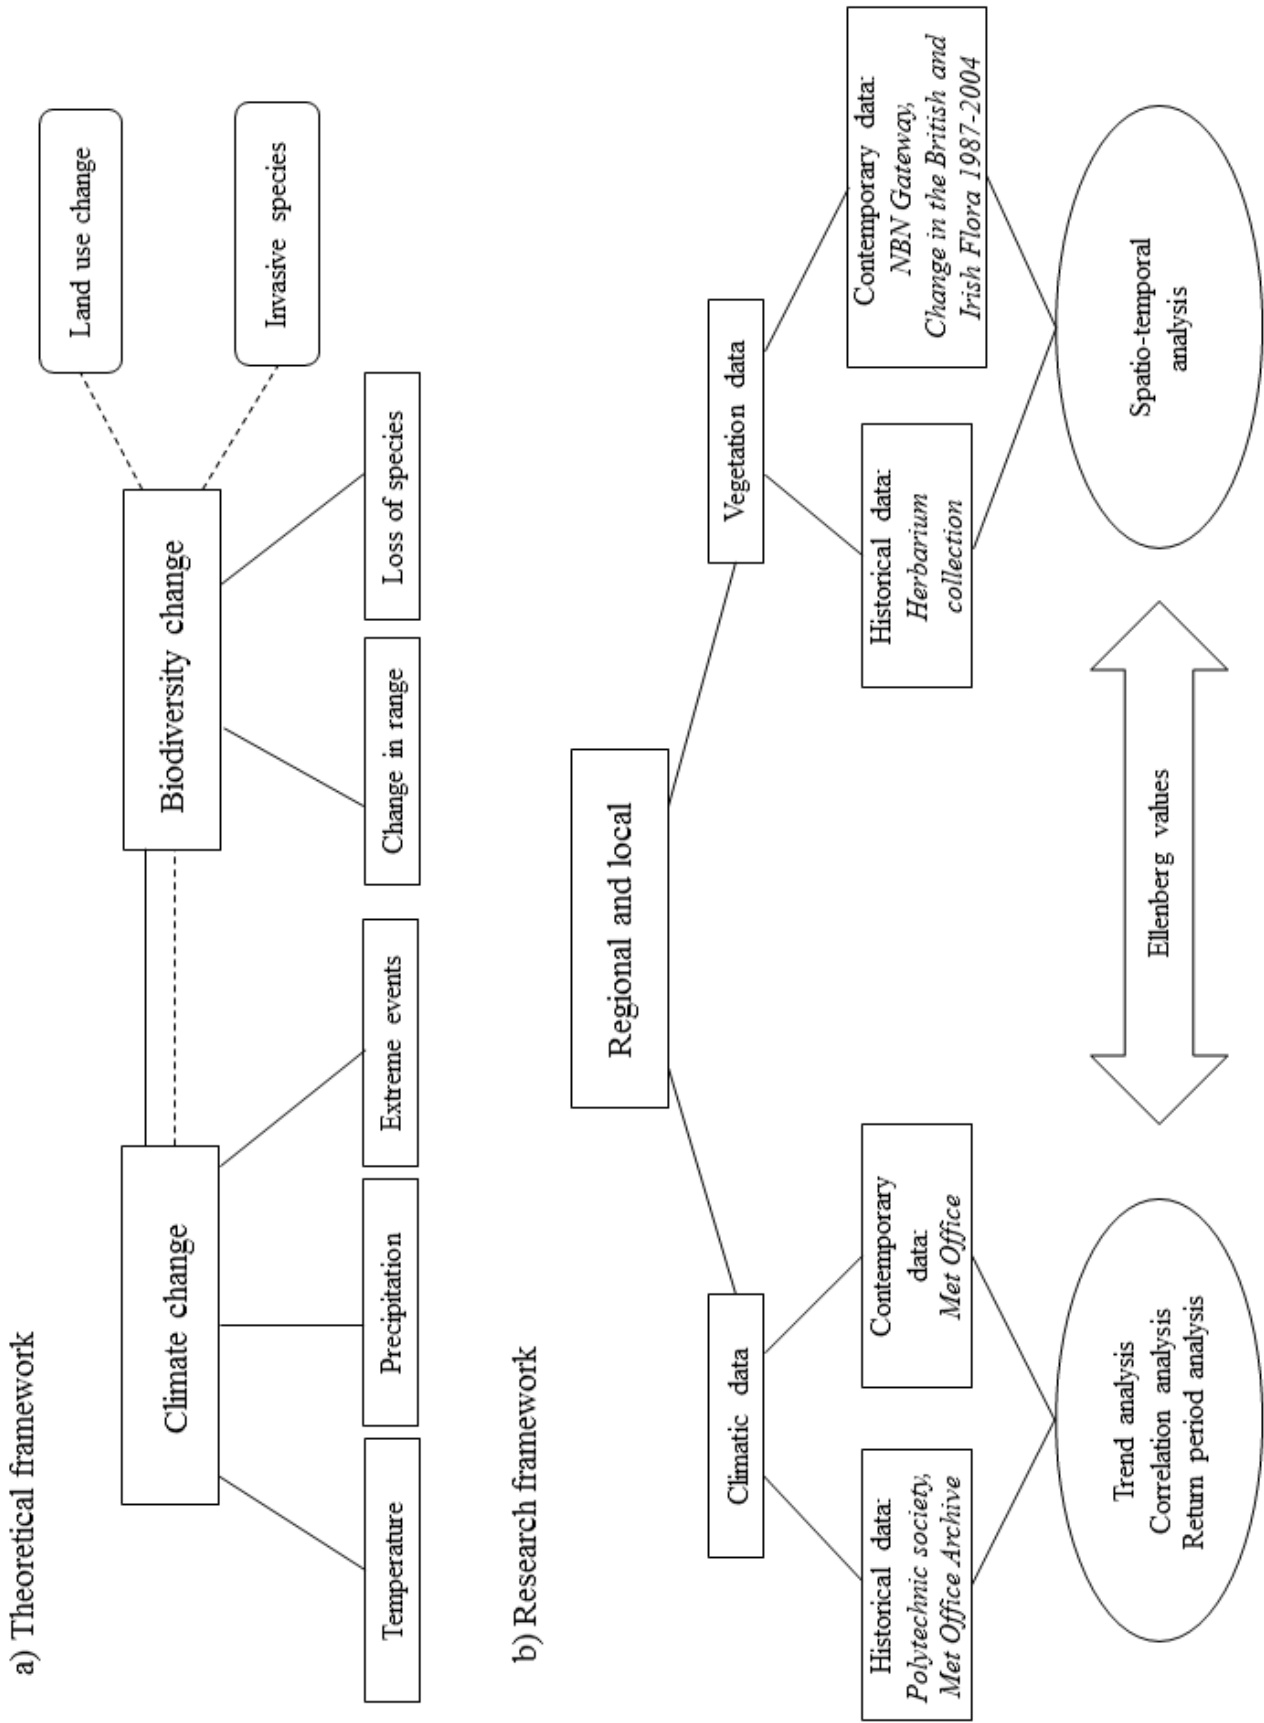 a) Theoretical framework
Land use change
Climate change
Biodiversity change
Invasive species
Temperature
Precipitation
Extreme events
Change in range
Loss of species
b) Research framework
Regional and local
Climatic data
Vegetation data
Historical data:
Polytechnic society,
Met Office Archive
Contemporary
data:
Met Office
Historical data:
Herbarium
collection
Contemporary data:
NBN Gateway,
Change in the British and
Irish Flora 1987-2004
Trend analysis
Correlation analysis
Return period analysis
Ellenberg values
Spatio-temporal
analysis